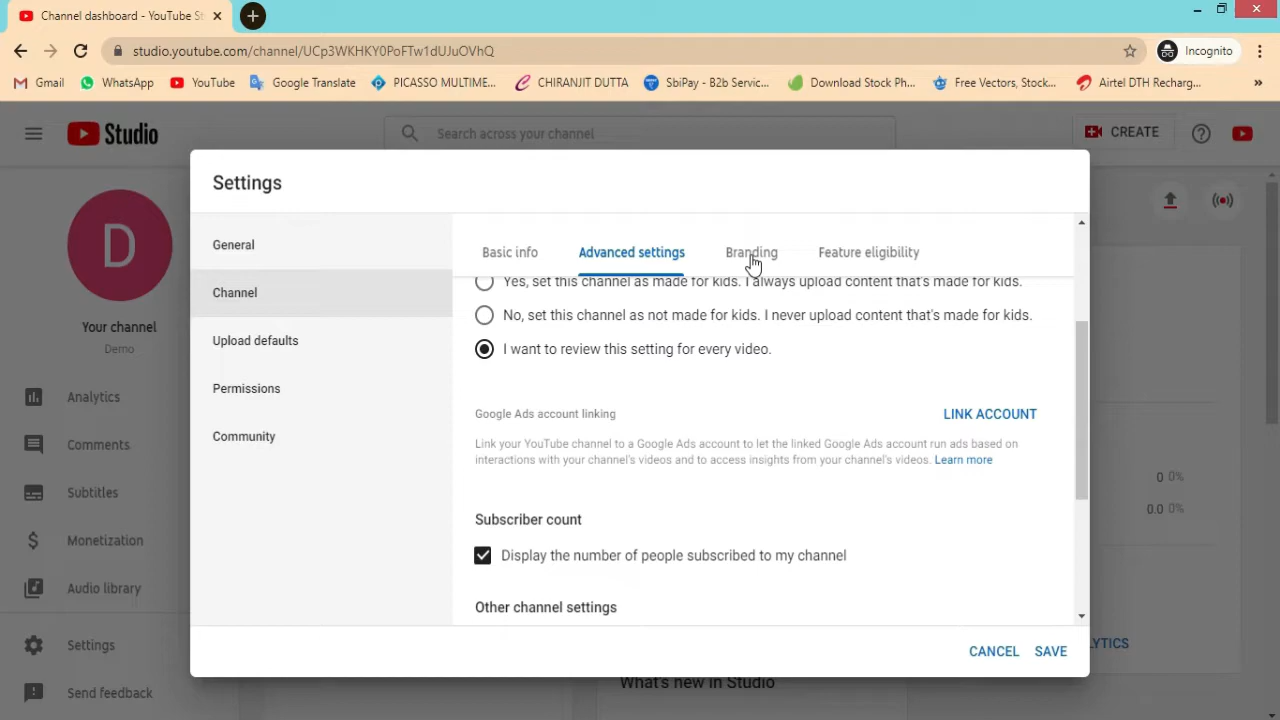 Channel dashboard - YouTube St
studio.youtube.com/channel/UCp3WKHKY0PoFTw1dUJuOVhQ
Incognito
Gmail
WhatsApp
YouTube
Google Translate
PICASSO MULTIME...
CHIRANJIT DUTTA
SbiPay - B2b Servic...
Download Stock Ph...
Free Vectors, Stock...
Airtel DTH Recharg...
»
Studio
Search across your channel
CREATE
Settings
D
General
Channel
Upload defaults
Permissions
Community
Basic info
Advanced settings
Branding
Feature eligibility
Yes, set this channel as made for kids. I always upload content that's made for kids.
No, set this channel as not made for kids. I never upload content that's made for kids.
I want to review this setting for every video.
Google Ads account linking
LINK ACCOUNT
Link your YouTube channel to a Google Ads account to let the linked Google Ads account run ads based on
interactions with your channel's videos and to access insights from your channel's videos. Learn more
Subscriber count
Display the number of people subscribed to my channel
Other channel settings
CANCEL
SAVE
Your channel
Demo
Analytics
Comments
Subtitles
Monetization
Audio library
Settings
Send feedback
0 0%
0.0 0%
LYTICS
What's new in Studio